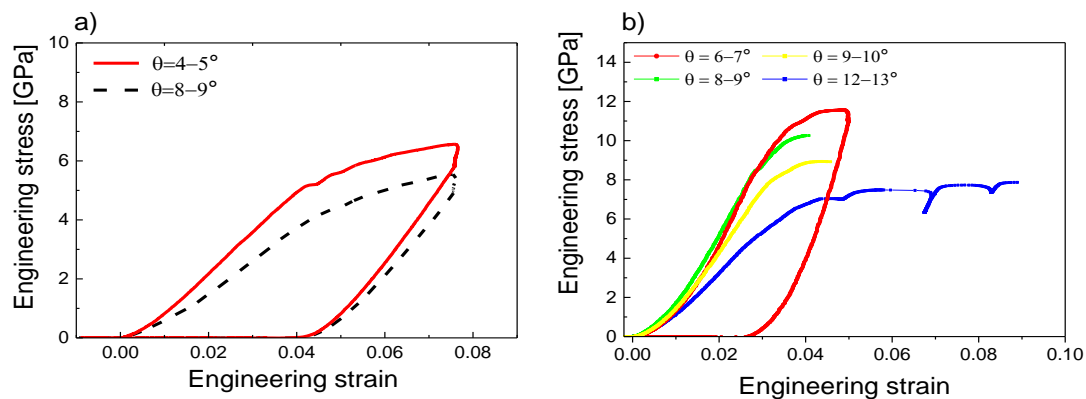 a)
Engineering stress [GPa]
10
8
6
4
2
0
θ=4–5°
θ=8–9°
0.00 0.02 0.04 0.06 0.08
Engineering strain
b)
Engineering stress [GPa]
14
12
10
8
6
4
2
0
θ = 6–7° θ = 9–10°
θ = 8–9° θ = 12–13°
0.00 0.02 0.04 0.06 0.08 0.10
Engineering strain